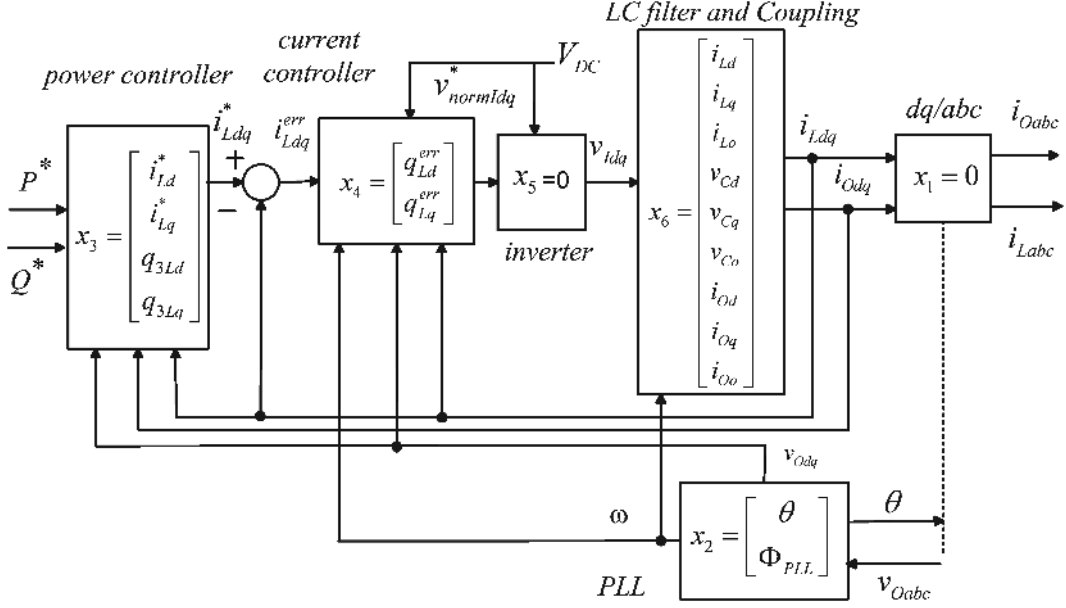 LC filter and Coupling
current
controller
power controller
V_DC
v*_normIdq
dq/abc
i*_Ldq
i^err_Ldq
+
−
P*
Q*
x_3 =
i*_Ld
i*_Lq
q_3Ld
q_3Lq
x_4 =
q^err_Ld
q^err_Lq
x_5 =0
inverter
v_Idq
x_6 =
i_Ld
i_Lq
i_Lo
v_Cd
v_Cq
v_Co
i_Od
i_Oq
i_Oo
i_Ldq
i_Odq
x_1 = 0
i_Oabc
i_Labc
v_Odq
ω
x_2 =
θ
Φ_PLL
θ
v_Oabc
PLL